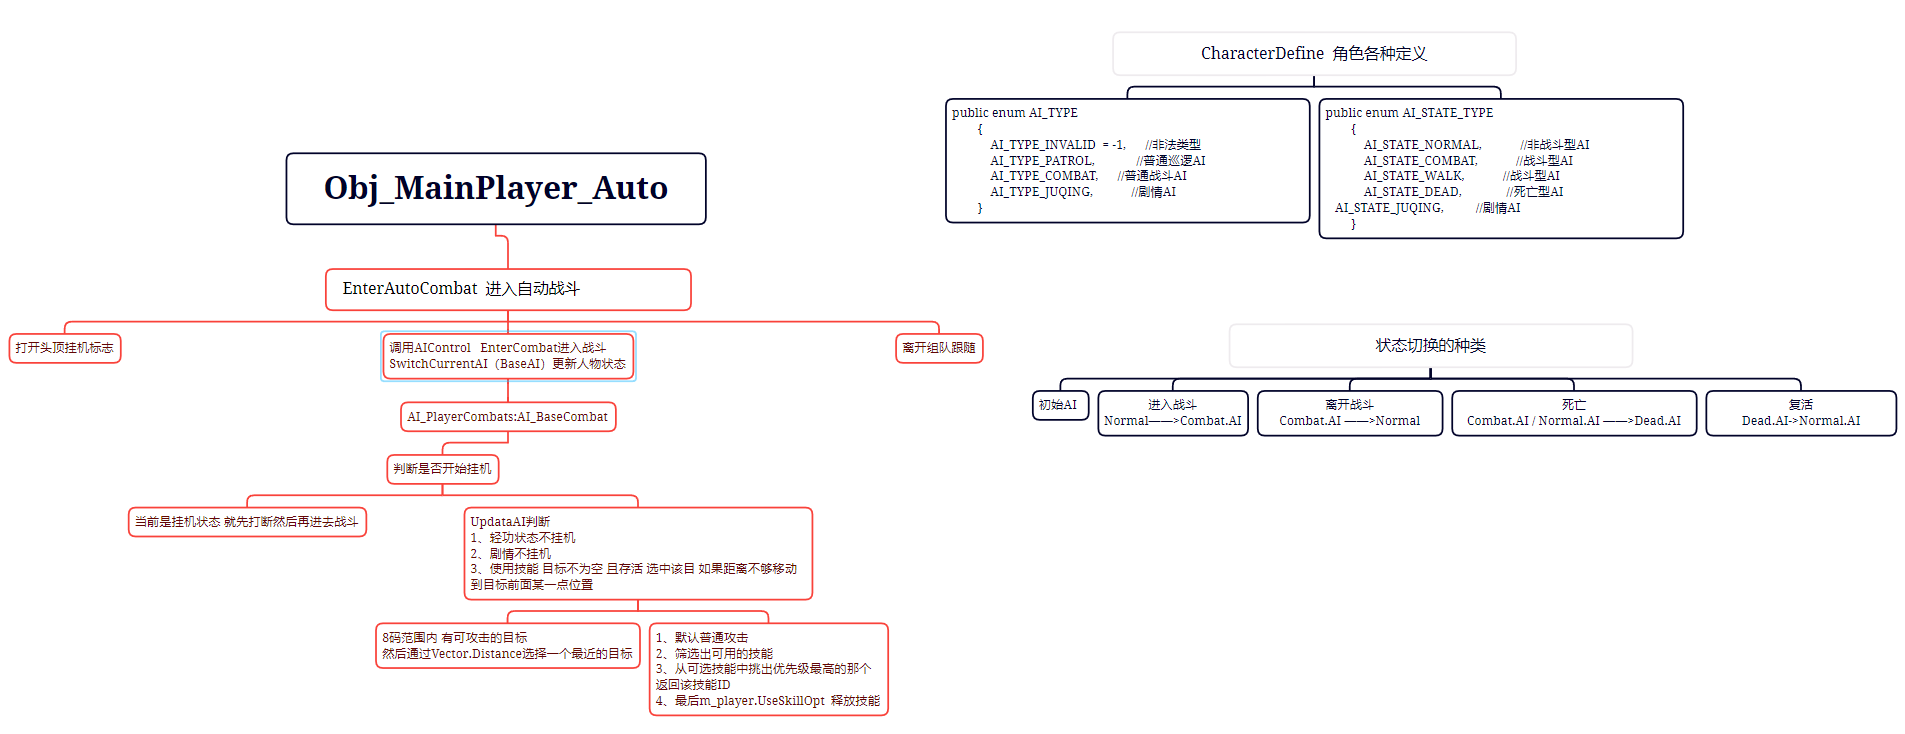 Obj_MainPlayer_Auto
EnterAutoCombat 进入自动战斗
打开头顶挂机标志
调用AIControl EnterCombat进入战斗
SwitchCurrentAI（BaseAI）更新人物状态
离开组队跟随
AI_PlayerCombats:AI_BaseCombat
判断是否开始挂机
当前是挂机状态 就先打断然后再进去战斗
UpdataAI判断
1、轻功状态不挂机
2、剧情不挂机
3、使用技能 目标不为空 且存活 选中该目 如果距离不够移动
到目标前面某一点位置
8码范围内 有可攻击的目标
然后通过Vector.Distance选择一个最近的目标
1、默认普通攻击
2、筛选出可用的技能
3、从可选技能中挑出优先级最高的那个
返回该技能ID
4、最后m_player.UseSkillOpt 释放技能
CharacterDefine 角色各种定义
public enum AI_TYPE
{
AI_TYPE_INVALID = -1, //非法类型
AI_TYPE_PATROL, //普通巡逻AI
AI_TYPE_COMBAT, //普通战斗AI
AI_TYPE_JUQING, //剧情AI
}
public enum AI_STATE_TYPE
{
AI_STATE_NORMAL, //非战斗型AI
AI_STATE_COMBAT, //战斗型AI
AI_STATE_WALK, //战斗型AI
AI_STATE_DEAD, //死亡型AI
AI_STATE_JUQING, //剧情AI
}
状态切换的种类
初始AI
进入战斗
Normal——>Combat.AI
离开战斗
Combat.AI ——>Normal
死亡
Combat.AI / Normal.AI ——>Dead.AI
复活
Dead.AI->Normal.AI